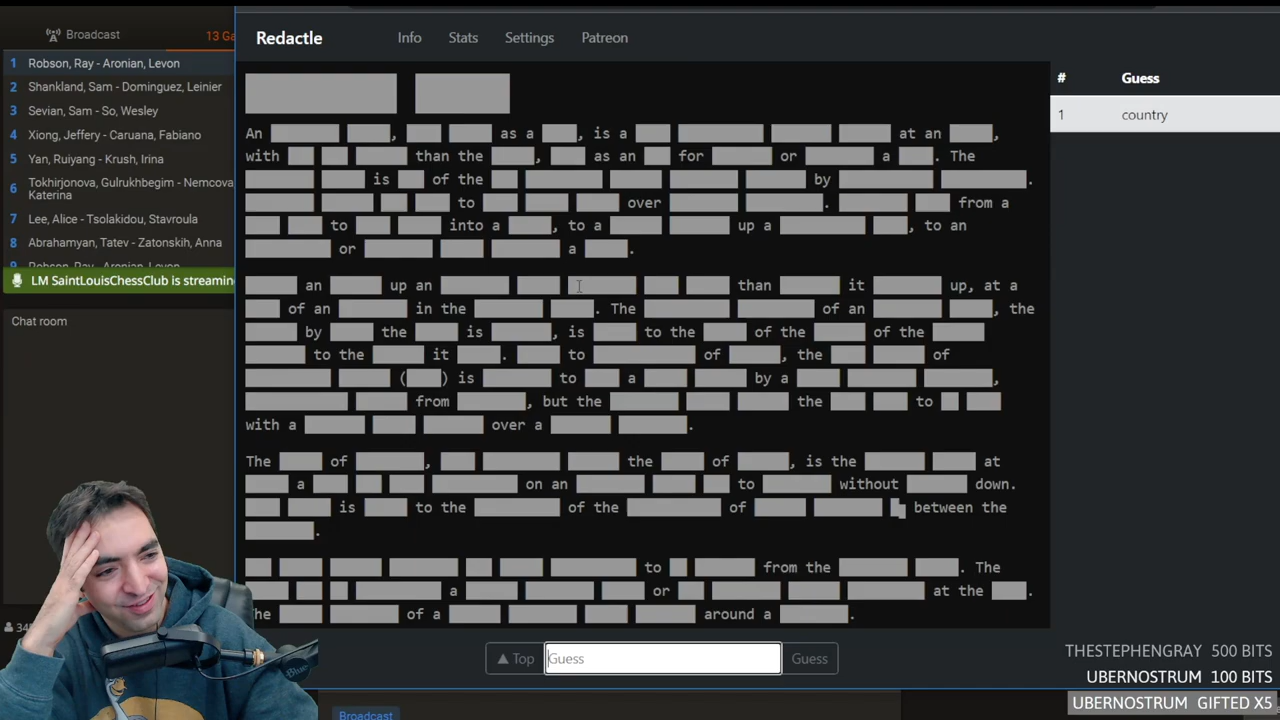 Broadcast
13 Ga
1 Robson, Ray - Aronian, Levon
2 Shankland, Sam - Dominguez, Leinier
3 Sevian, Sam - So, Wesley
4 Xiong, Jeffery - Caruana, Fabiano
5 Yan, Ruiyang - Krush, Irina
6 Tokhirjonova, Gulrukhbegim - Nemcova, Katerina
7 Lee, Alice - Tsolakidou, Stavroula
8 Abrahamyan, Tatev - Zatonskih, Anna
9 Robson, Ray - Aronian, Levon
LM SaintLouisChessClub is streamin
Chat room
34
Redactle Info Stats Settings Patreon
An , as a , is a at an ,
with than the , as an for or a . The
is of the by .
to over . from a
to into a , to a up a , to an
or a .
an up an than it up, at a
of an in the . The of an , the
by the is , is to the of the of the
to the it . to of , the of
( ) is to a by a ,
from , but the the to
with a over a .
The of , the of , is the at
a on an to without down.
is to the of the of between the
.
to from the . The
a or at the .
The of a around a .
# Guess
1 country
▲ Top Guess Guess
Broadcast
Blue
THESTEPHENGRAY 500 BITS
UBERNOSTRUM 100 BITS
UBERNOSTRUM GIFTED X5